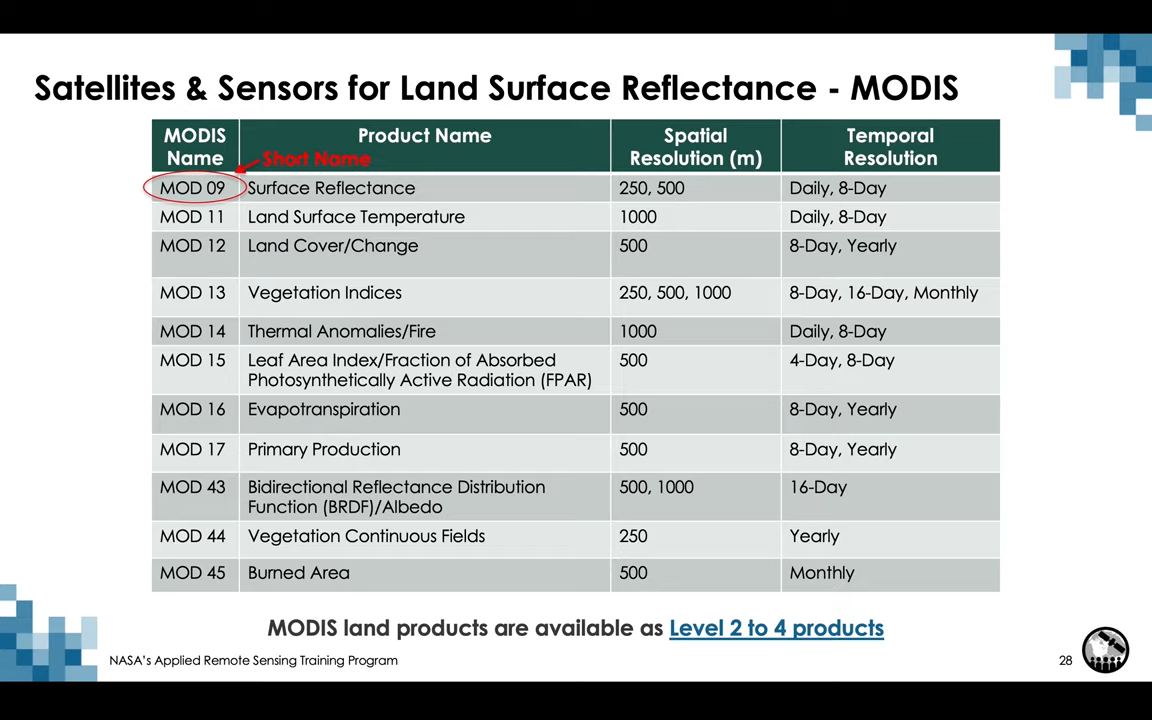 Satellites & Sensors for Land Surface Reflectance - MODIS
MODIS Name Product Name Spatial Resolution (m) Temporal Resolution
Short Name
MOD 09 Surface Reflectance 250, 500 Daily, 8-Day
MOD 11 Land Surface Temperature 1000 Daily, 8-Day
MOD 12 Land Cover/Change 500 8-Day, Yearly
MOD 13 Vegetation Indices 250, 500, 1000 8-Day, 16-Day, Monthly
MOD 14 Thermal Anomalies/Fire 1000 Daily, 8-Day
MOD 15 Leaf Area Index/Fraction of Absorbed 500 4-Day, 8-Day
Photosynthetically Active Radiation (FPAR)
MOD 16 Evapotranspiration 500 8-Day, Yearly
MOD 17 Primary Production 500 8-Day, Yearly
MOD 43 Bidirectional Reflectance Distribution 500, 1000 16-Day
Function (BRDF)/Albedo
MOD 44 Vegetation Continuous Fields 250 Yearly
MOD 45 Burned Area 500 Monthly
MODIS land products are available as Level 2 to 4 products
NASA's Applied Remote Sensing Training Program 28